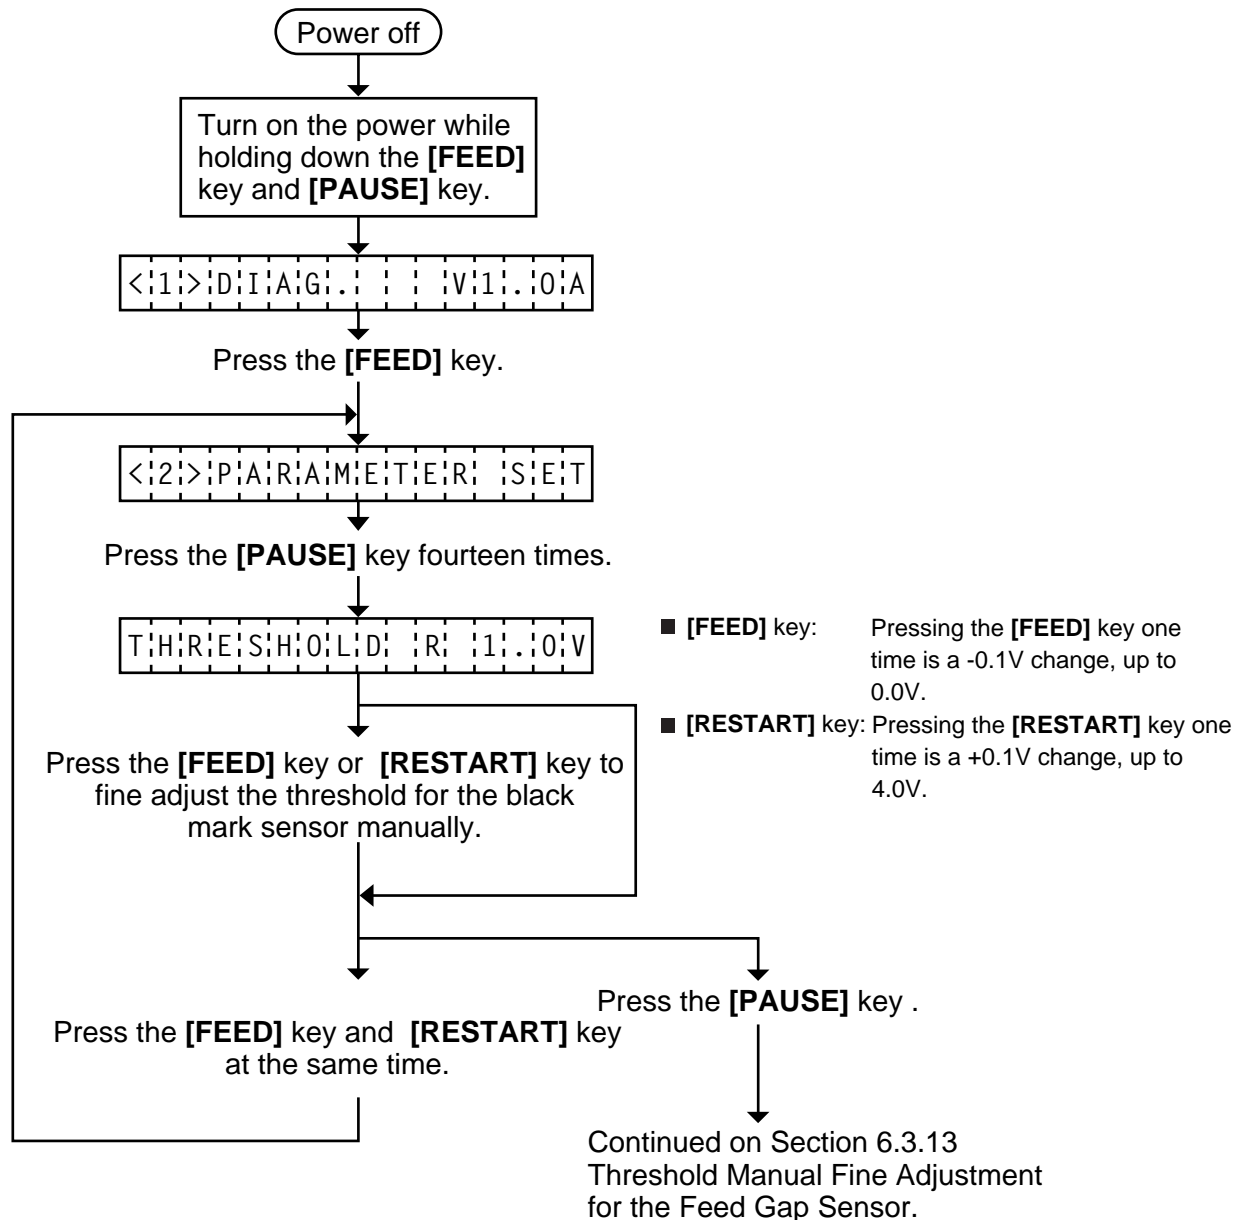 Power off
Turn on the power while
holding down the [FEED]
key and [PAUSE] key.
<1>DIAG.   V1.0A
Press the [FEED] key.
<2>PARAMETER SET
Press the [PAUSE] key fourteen times.
THRESHOLD R 1.0V
■ [FEED] key: Pressing the [FEED] key one
time is a -0.1V change, up to
0.0V.
■ [RESTART] key: Pressing the [RESTART] key one
time is a +0.1V change, up to
4.0V.
Press the [FEED] key or [RESTART] key to
fine adjust the threshold for the black
mark sensor manually.
Press the [PAUSE] key .
Press the [FEED] key and [RESTART] key
at the same time.
Continued on Section 6.3.13
Threshold Manual Fine Adjustment
for the Feed Gap Sensor.